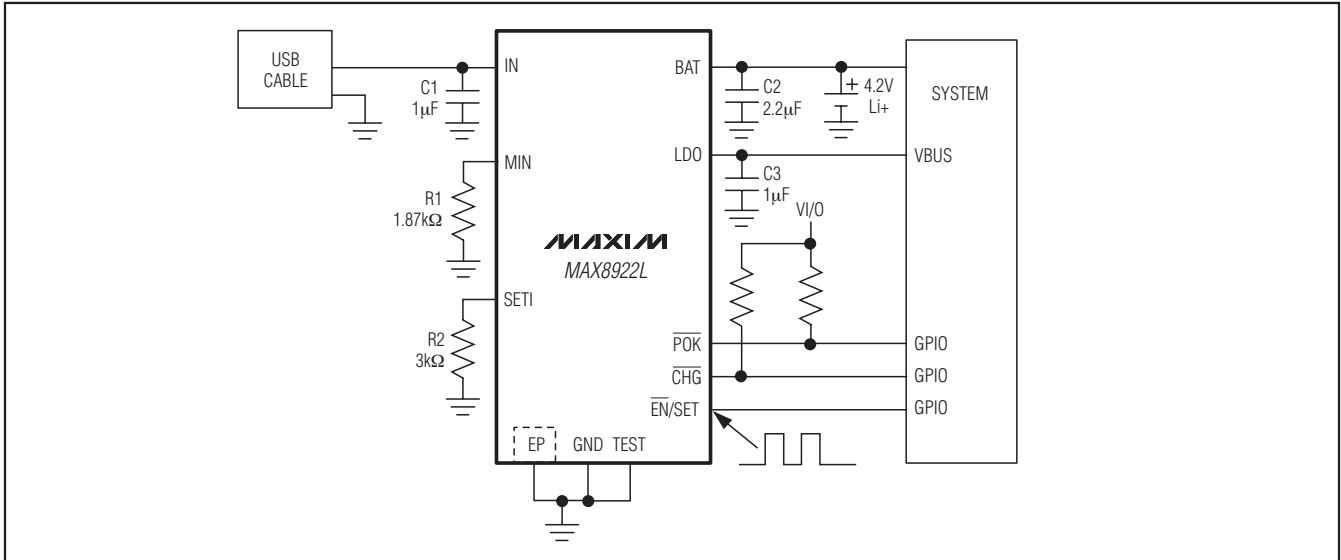 USB
CABLE
IN
C1
1μF
MIN
R1
1.87kΩ
SETI
R2
3kΩ
MAXIM
MAX8922L
EP
GND
TEST
BAT
C2
2.2μF
+ 4.2V
Li+
SYSTEM
LDO
C3
1μF
VBUS
VI/O
POK
GPIO
CHG
GPIO
EN/SET
GPIO